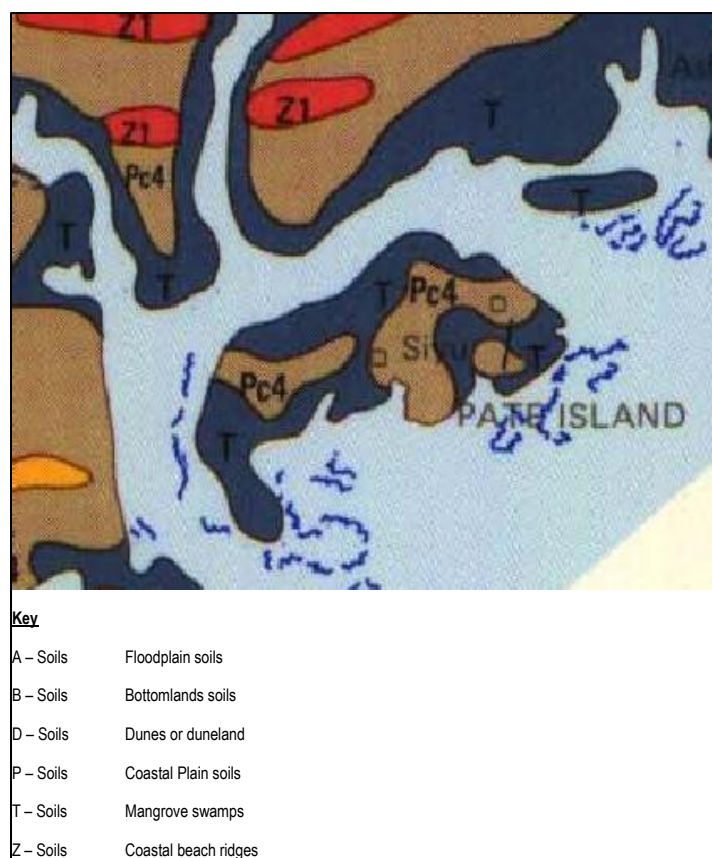 Z1
Z1
Z1
As
T
Pc4
T
T
T
T
Pc4
Siyu
T
Pc4
PATE ISLAND
T
Key
A – Soils Floodplain soils
B – Soils Bottomlands soils
D – Soils Dunes or duneland
P – Soils Coastal Plain soils
T – Soils Mangrove swamps
Z – Soils Coastal beach ridges